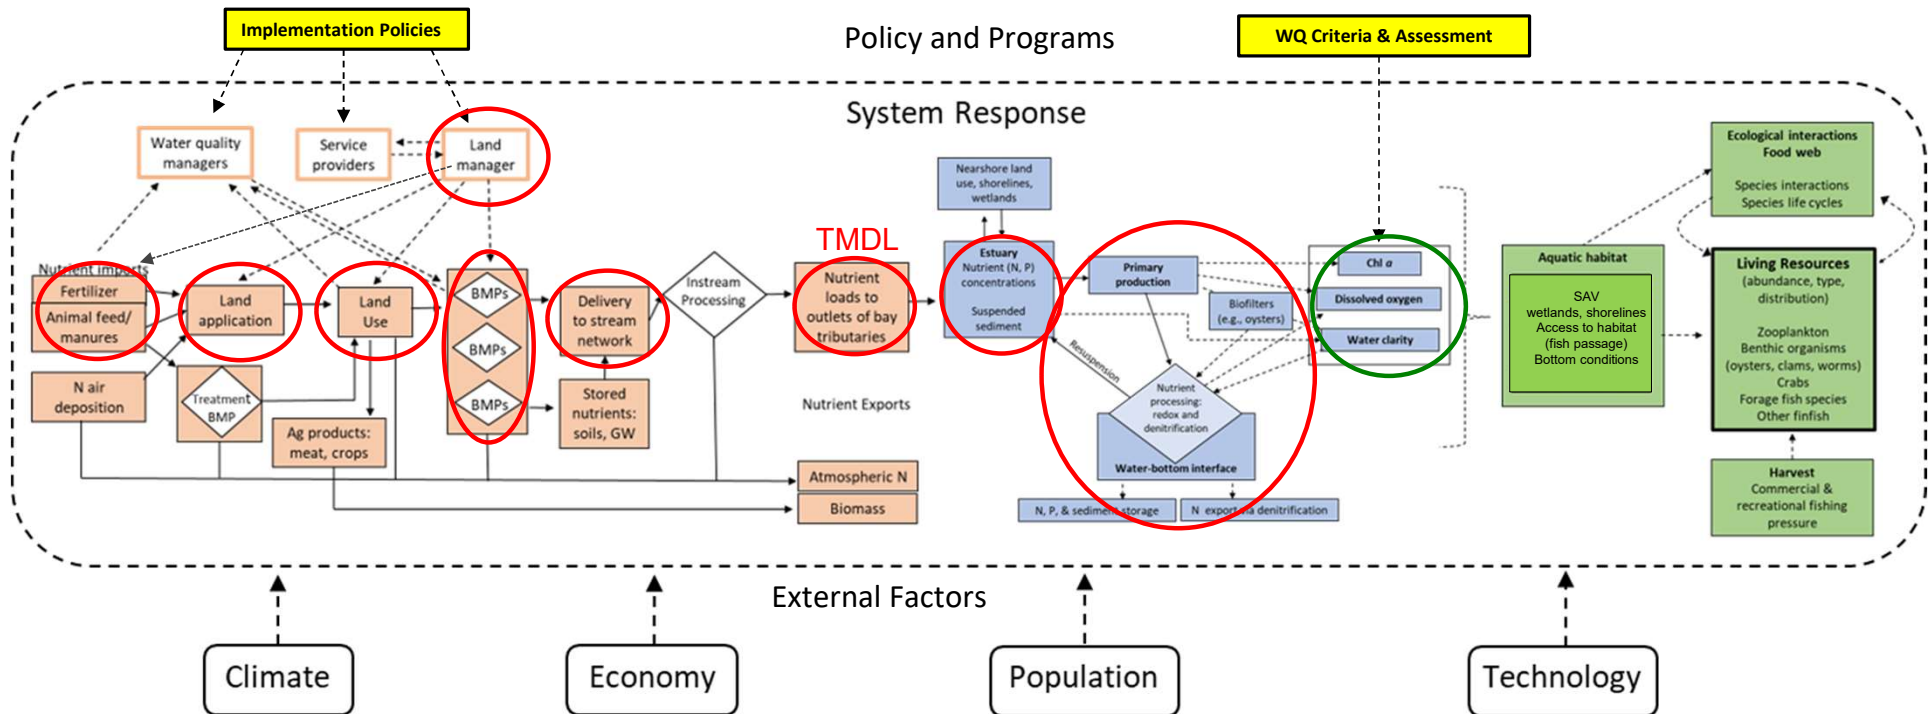 Implementation Policies
Policy and Programs
WQ Criteria & Assessment
System Response
Water quality
managers
Service
providers
Land
manager
Nutrient imports
Fertilizer
Animal feed/
manures
N air
deposition
Land
application
Treatment
BMP
Land
Use
Ag products:
meat, crops
BMPs
BMPs
BMPs
Delivery
to stream
network
Stored
nutrients:
soils, GW
Instream
Processing
TMDL
Nutrient
loads to
outlets of bay
tributaries
Nutrient Exports
Atmospheric N
Biomass
Nearshore land
use, shorelines,
wetlands
Estuary
Nutrient (N, P)
concentrations
Suspended
sediment
Primary
production
Biofilters
(e.g., oysters)
Resuspension
Nutrient
processing:
redox and
denitrification
Water-bottom interface
N, P, & sediment storage
N export via denitrification
Chl a
Dissolved oxygen
Water clarity
Aquatic habitat
SAV
wetlands, shorelines
Access to habitat
(fish passage)
Bottom conditions
Ecological interactions
Food web
Species interactions
Species life cycles
Living Resources
(abundance, type,
distribution)
Zooplankton
Benthic organisms
(oysters, clams, worms)
Crabs
Forage fish species
Other finfish
Harvest
Commercial &
recreational fishing
pressure
External Factors
Climate
Economy
Population
Technology